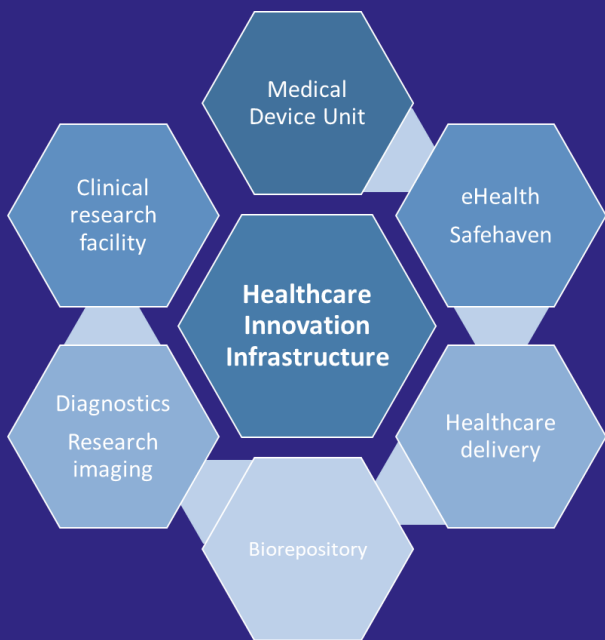 Medical
Device Unit
eHealth
Safehaven
Healthcare
delivery
Biorepository
Diagnostics
Research
imaging
Clinical
research
facility
Healthcare
Innovation
Infrastructure